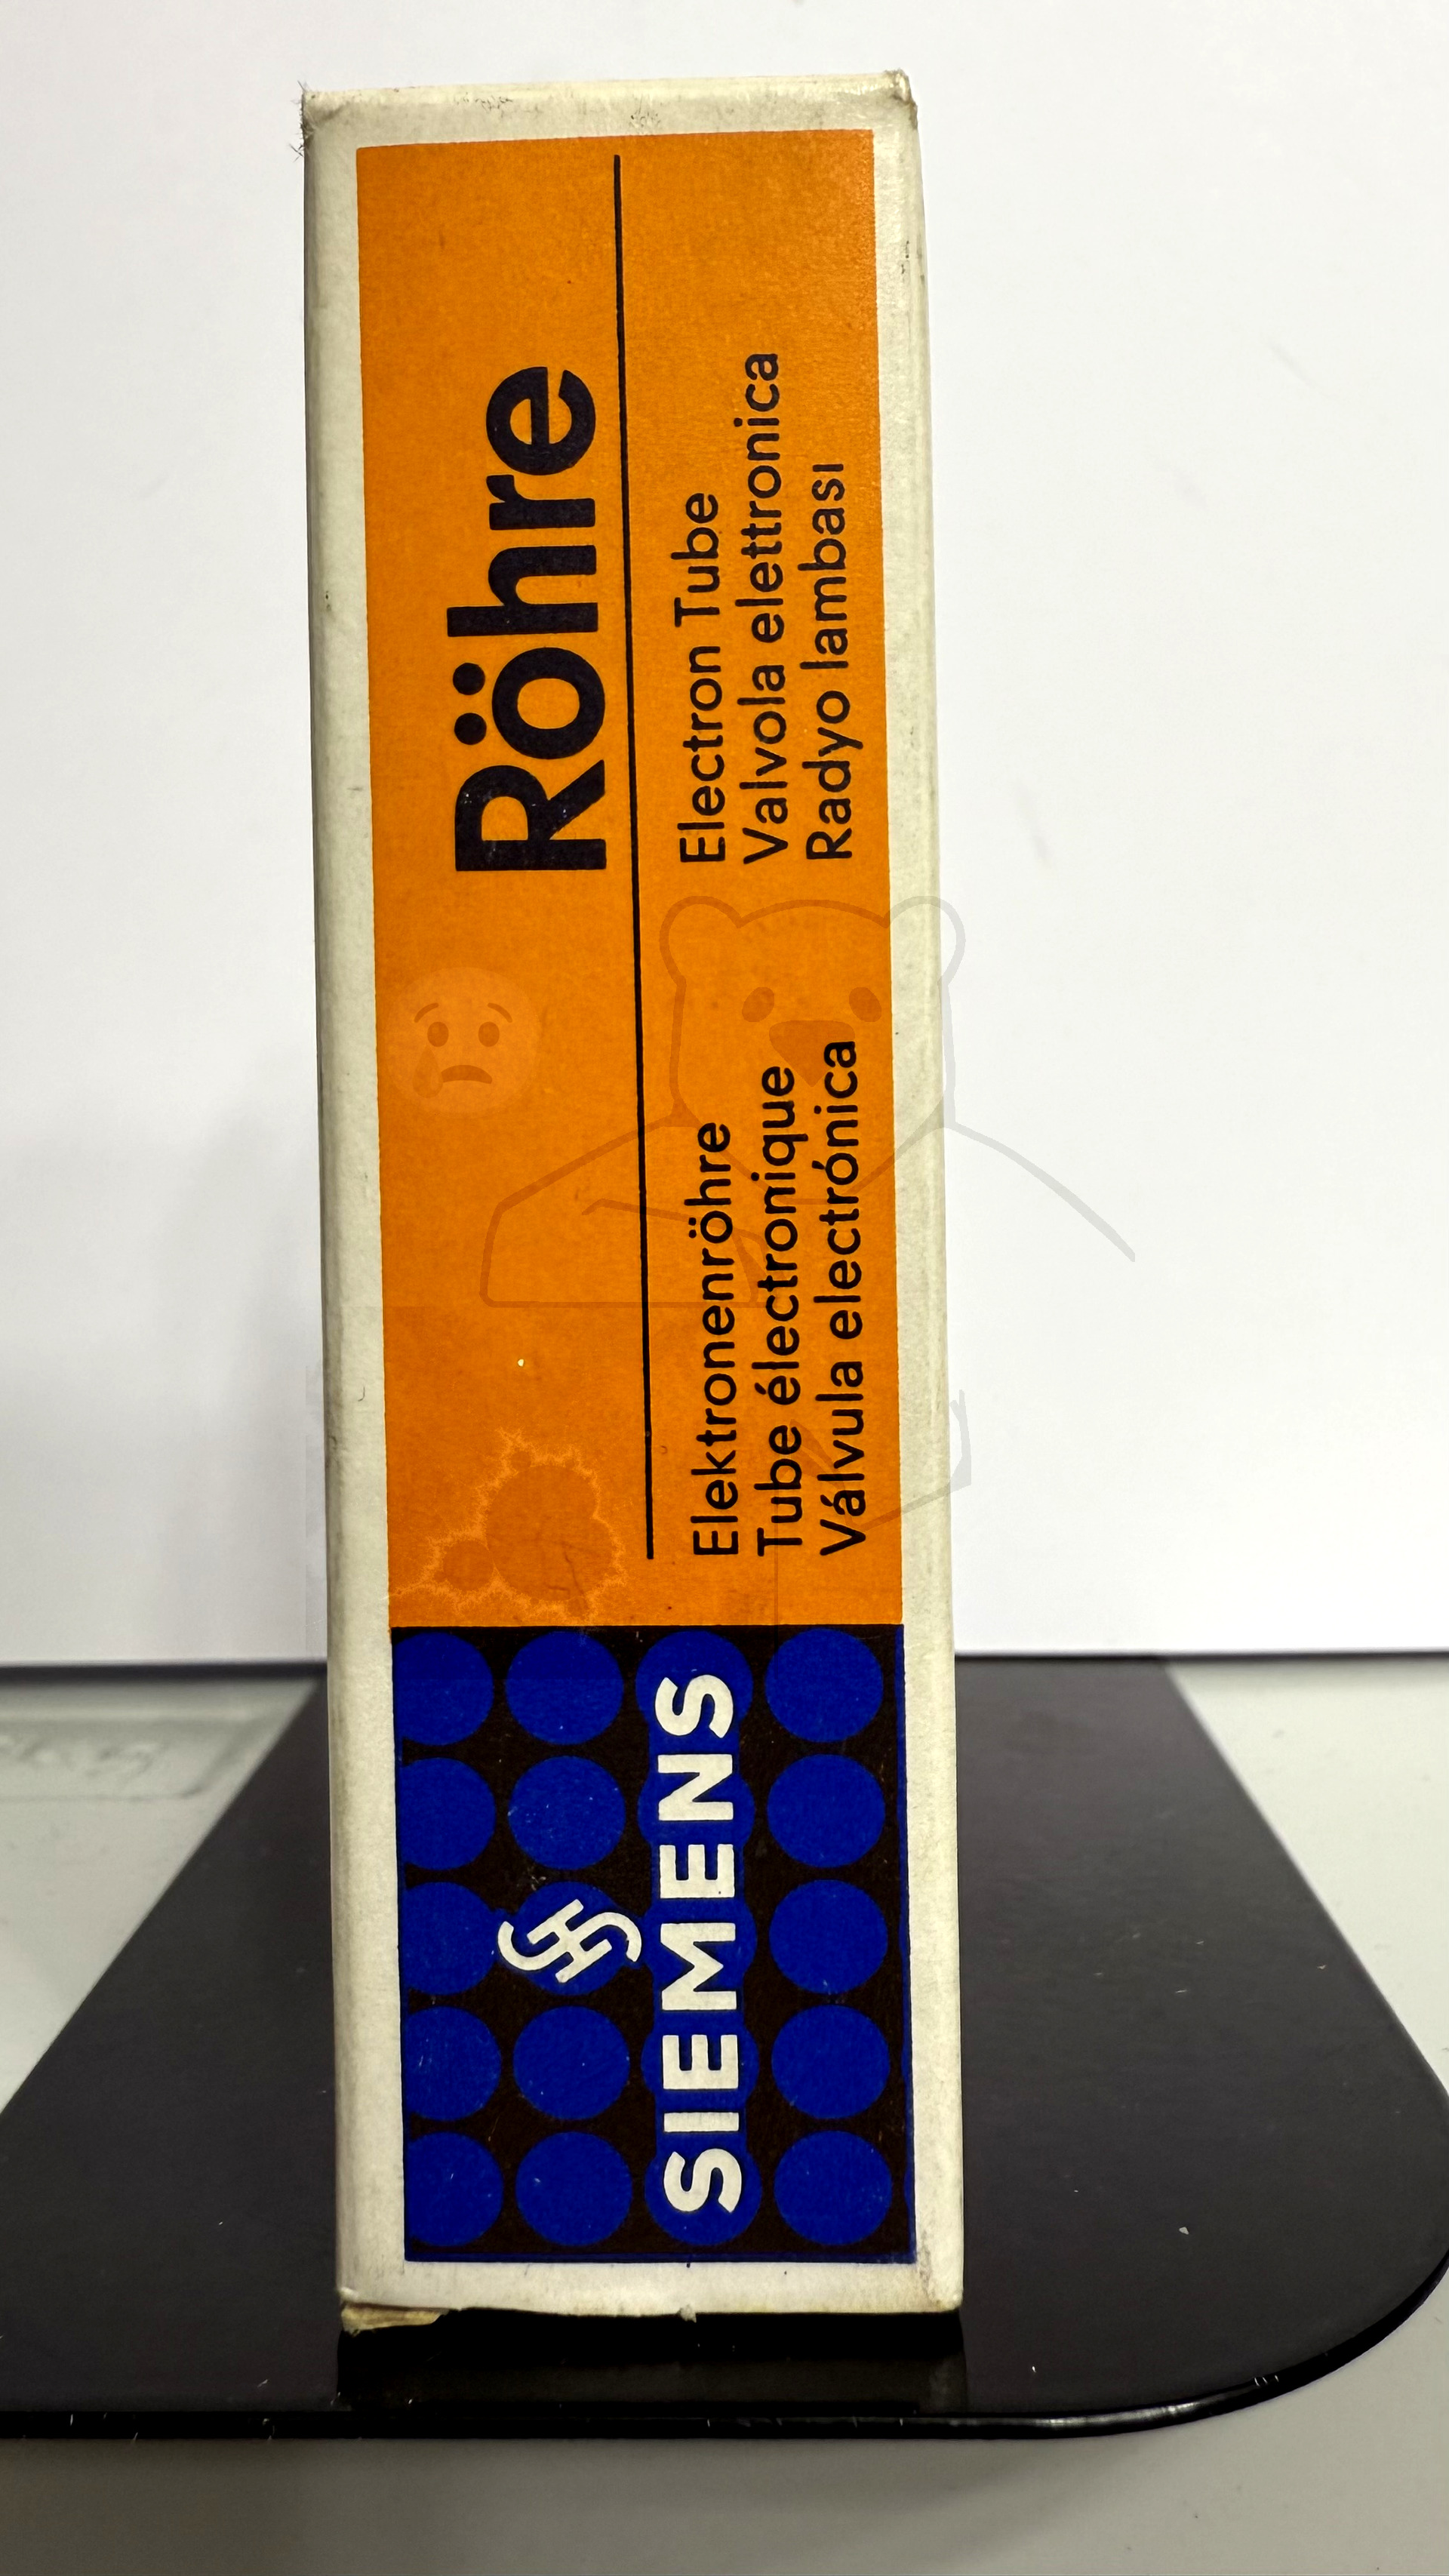 Röhre
Elektronenröhre
Tube électronique
Válvula electrónica
Electron Tube
Valvola elettronica
Radyo lambası
SIEMENS